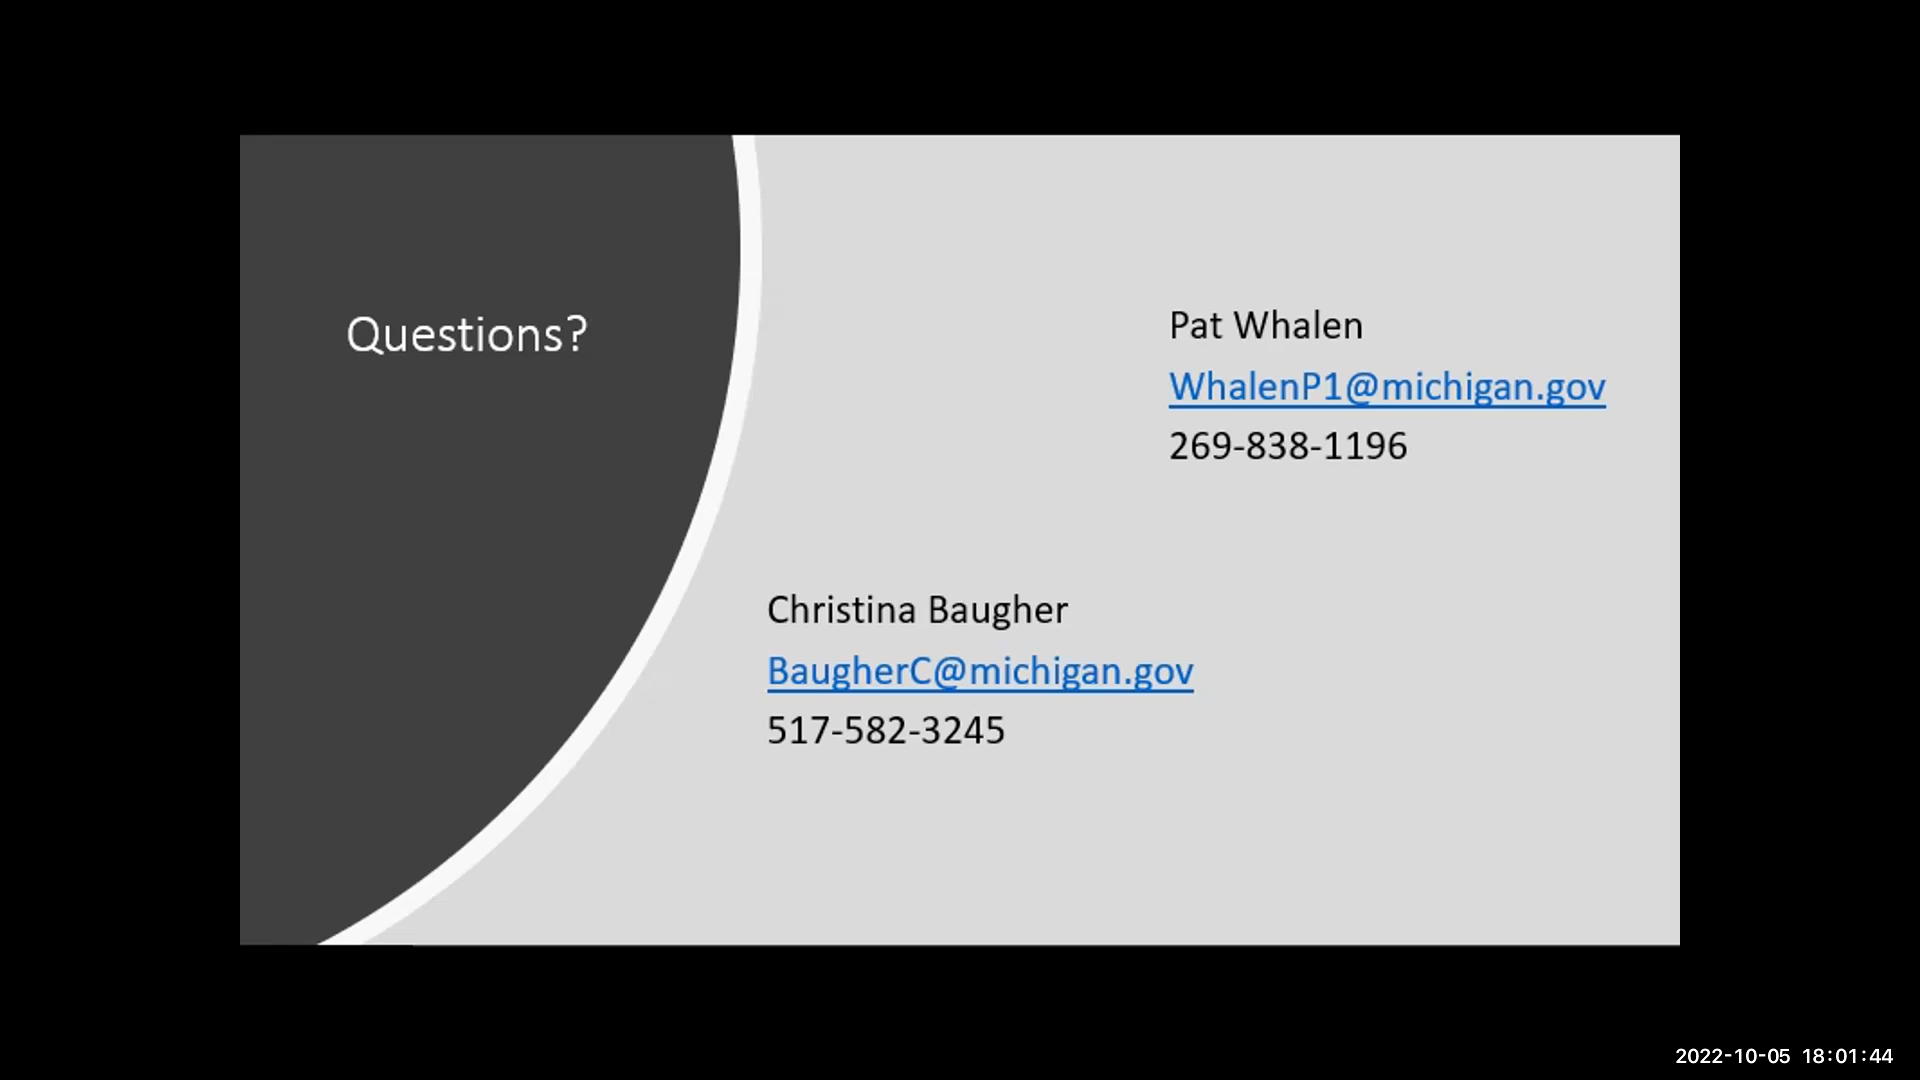 Questions?
Pat Whalen
WhalenP1@michigan.gov
269-838-1196
Christina Baugher
BaugherC@michigan.gov
517-582-3245
2022-10-05 18:01:44